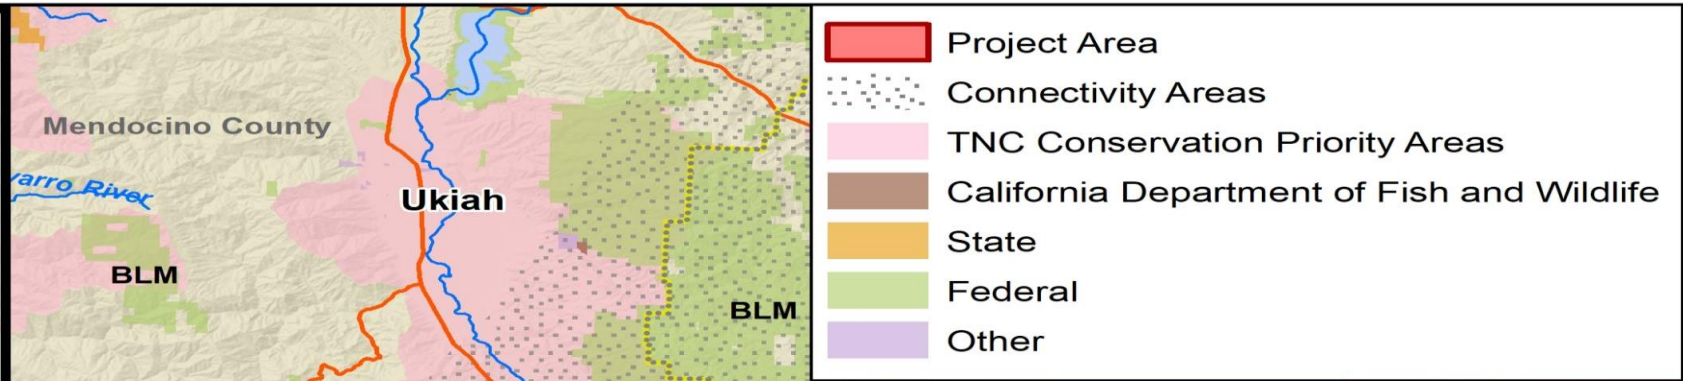 Mendocino County
varro River
Ukiah
BLM
BLM
Project Area
Connectivity Areas
TNC Conservation Priority Areas
California Department of Fish and Wildlife
State
Federal
Other